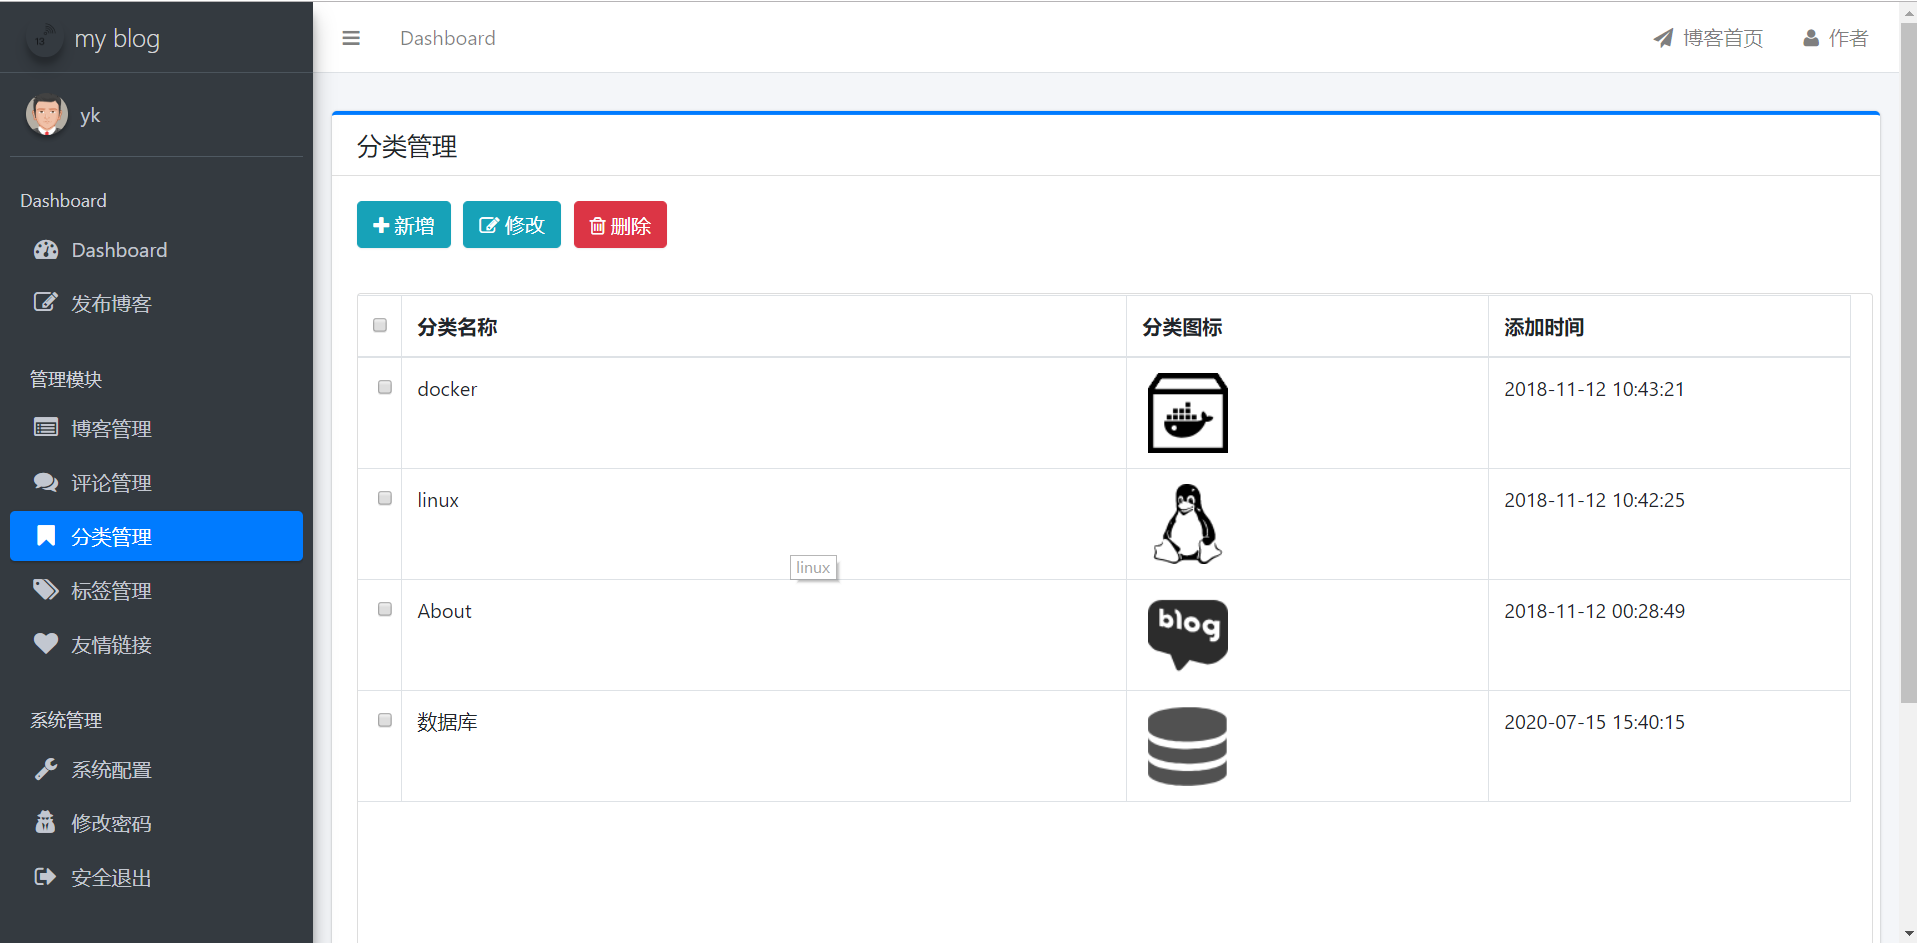 13 my blog
Dashboard
博客首页
作者
yk
Dashboard
Dashboard
发布博客
管理模块
博客管理
评论管理
分类管理
标签管理
友情链接
系统管理
系统配置
修改密码
安全退出
分类管理
新增 修改 删除
分类名称 分类图标 添加时间
docker 2018-11-12 10:43:21
linux 2018-11-12 10:42:25
linux
About blog 2018-11-12 00:28:49
数据库 2020-07-15 15:40:15